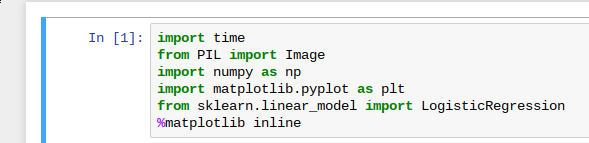 In [1]: import time
from PIL import Image
import numpy as np
import matplotlib.pyplot as plt
from sklearn.linear_model import LogisticRegression
%matplotlib inline